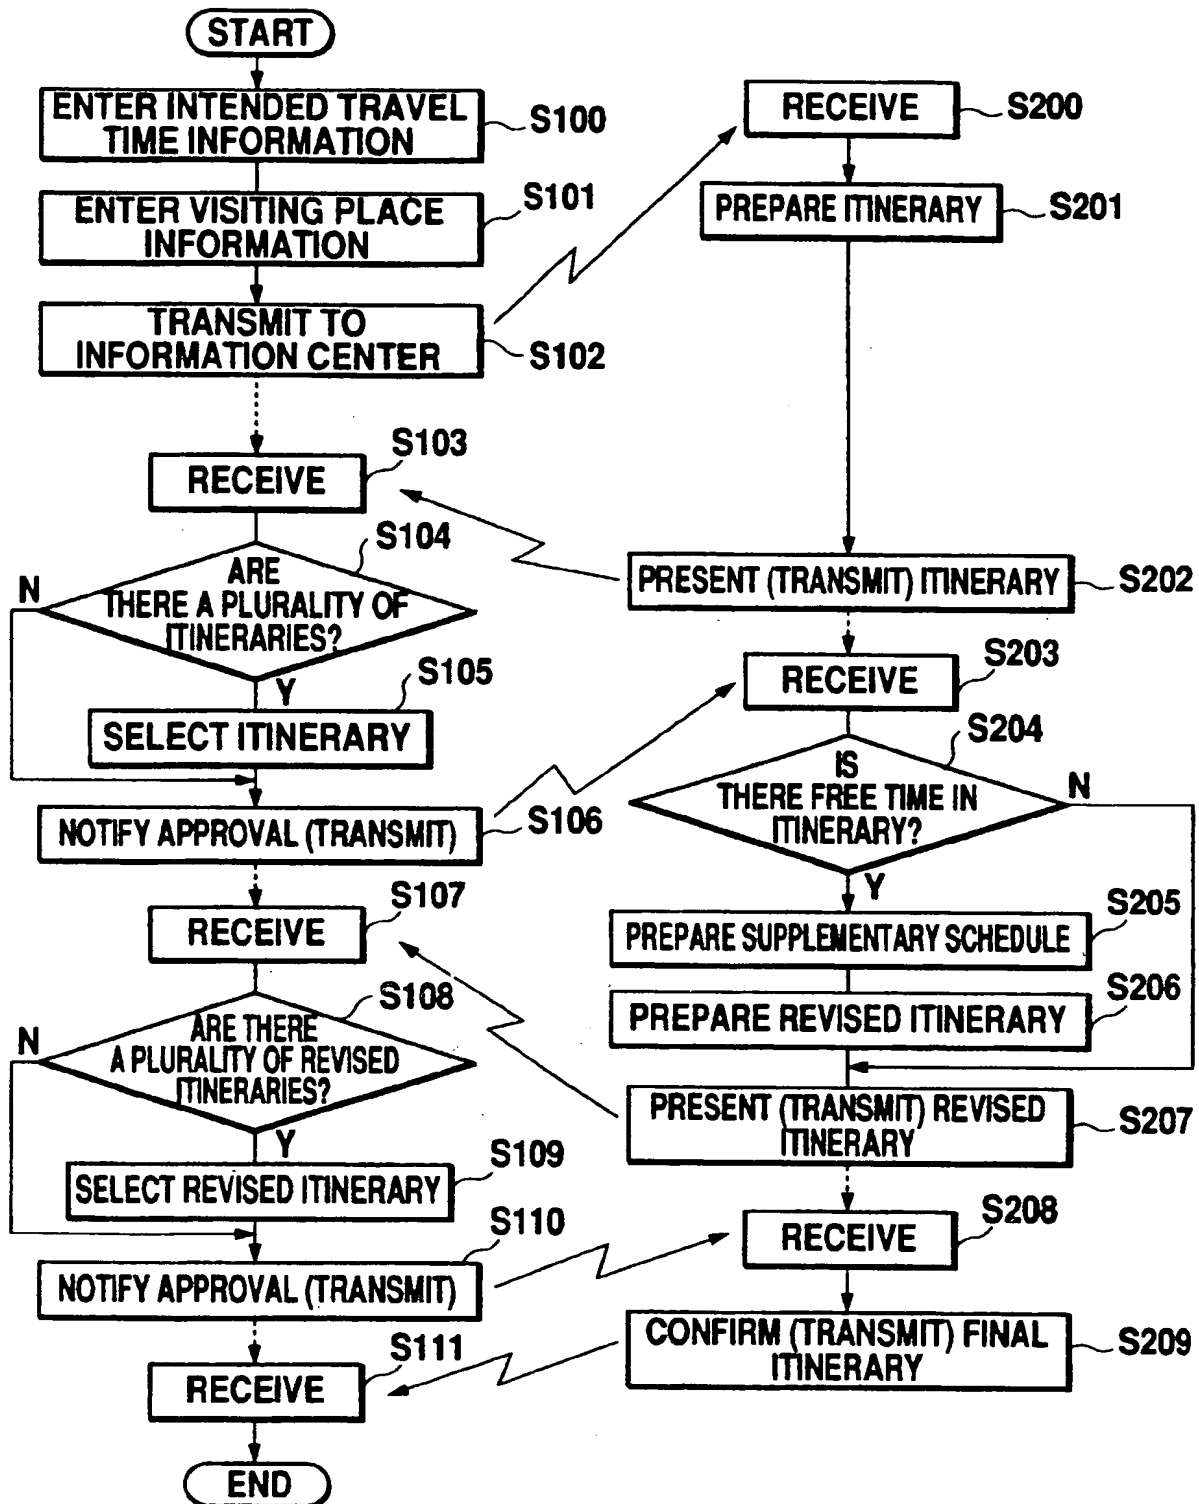 START
ENTER INTENDED TRAVEL
TIME INFORMATION
S100
ENTER VISITING PLACE
INFORMATION
S101
TRANSMIT TO
INFORMATION CENTER
S102
RECEIVE
S103
ARE
THERE A PLURALITY OF
ITINERARIES?
S104
N
Y
SELECT ITINERARY
S105
NOTIFY APPROVAL (TRANSMIT)
S106
RECEIVE
S107
ARE THERE
A PLURALITY OF REVISED
ITINERARIES?
S108
N
Y
SELECT REVISED ITINERARY
S109
NOTIFY APPROVAL (TRANSMIT)
S110
RECEIVE
S111
END
RECEIVE
S200
PREPARE ITINERARY
S201
PRESENT (TRANSMIT) ITINERARY
S202
RECEIVE
S203
IS
THERE FREE TIME IN
ITINERARY?
S204
N
Y
PREPARE SUPPLEMENTARY SCHEDULE
S205
PREPARE REVISED ITINERARY
S206
PRESENT (TRANSMIT) REVISED
ITINERARY
S207
RECEIVE
S208
CONFIRM (TRANSMIT) FINAL
ITINERARY
S209